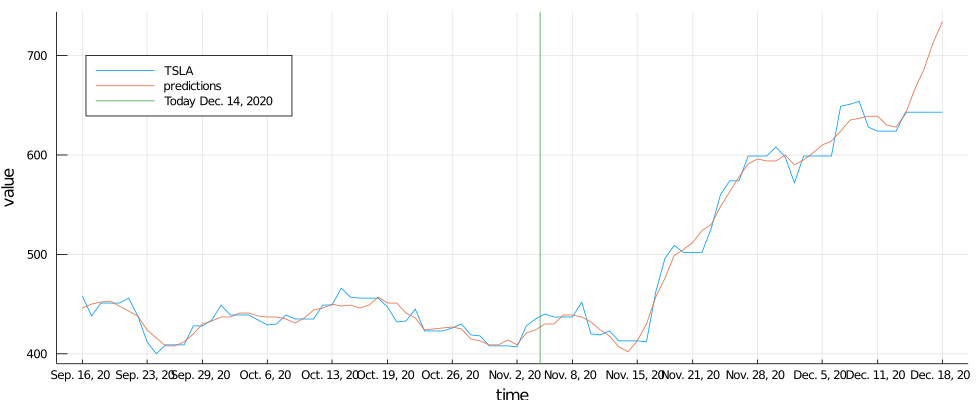 700
600
500
400
value
TSLA
predictions
Today Dec. 14, 2020
Sep. 16, 20 Sep. 23, 20 Sep. 29, 20 Oct. 6, 20 Oct. 13, 20 Oct. 19, 20 Oct. 26, 20 Nov. 2, 20 Nov. 8, 20 Nov. 15, 20 Nov. 21, 20 Nov. 28, 20 Dec. 5, 20 Dec. 11, 20 Dec. 18, 20
time